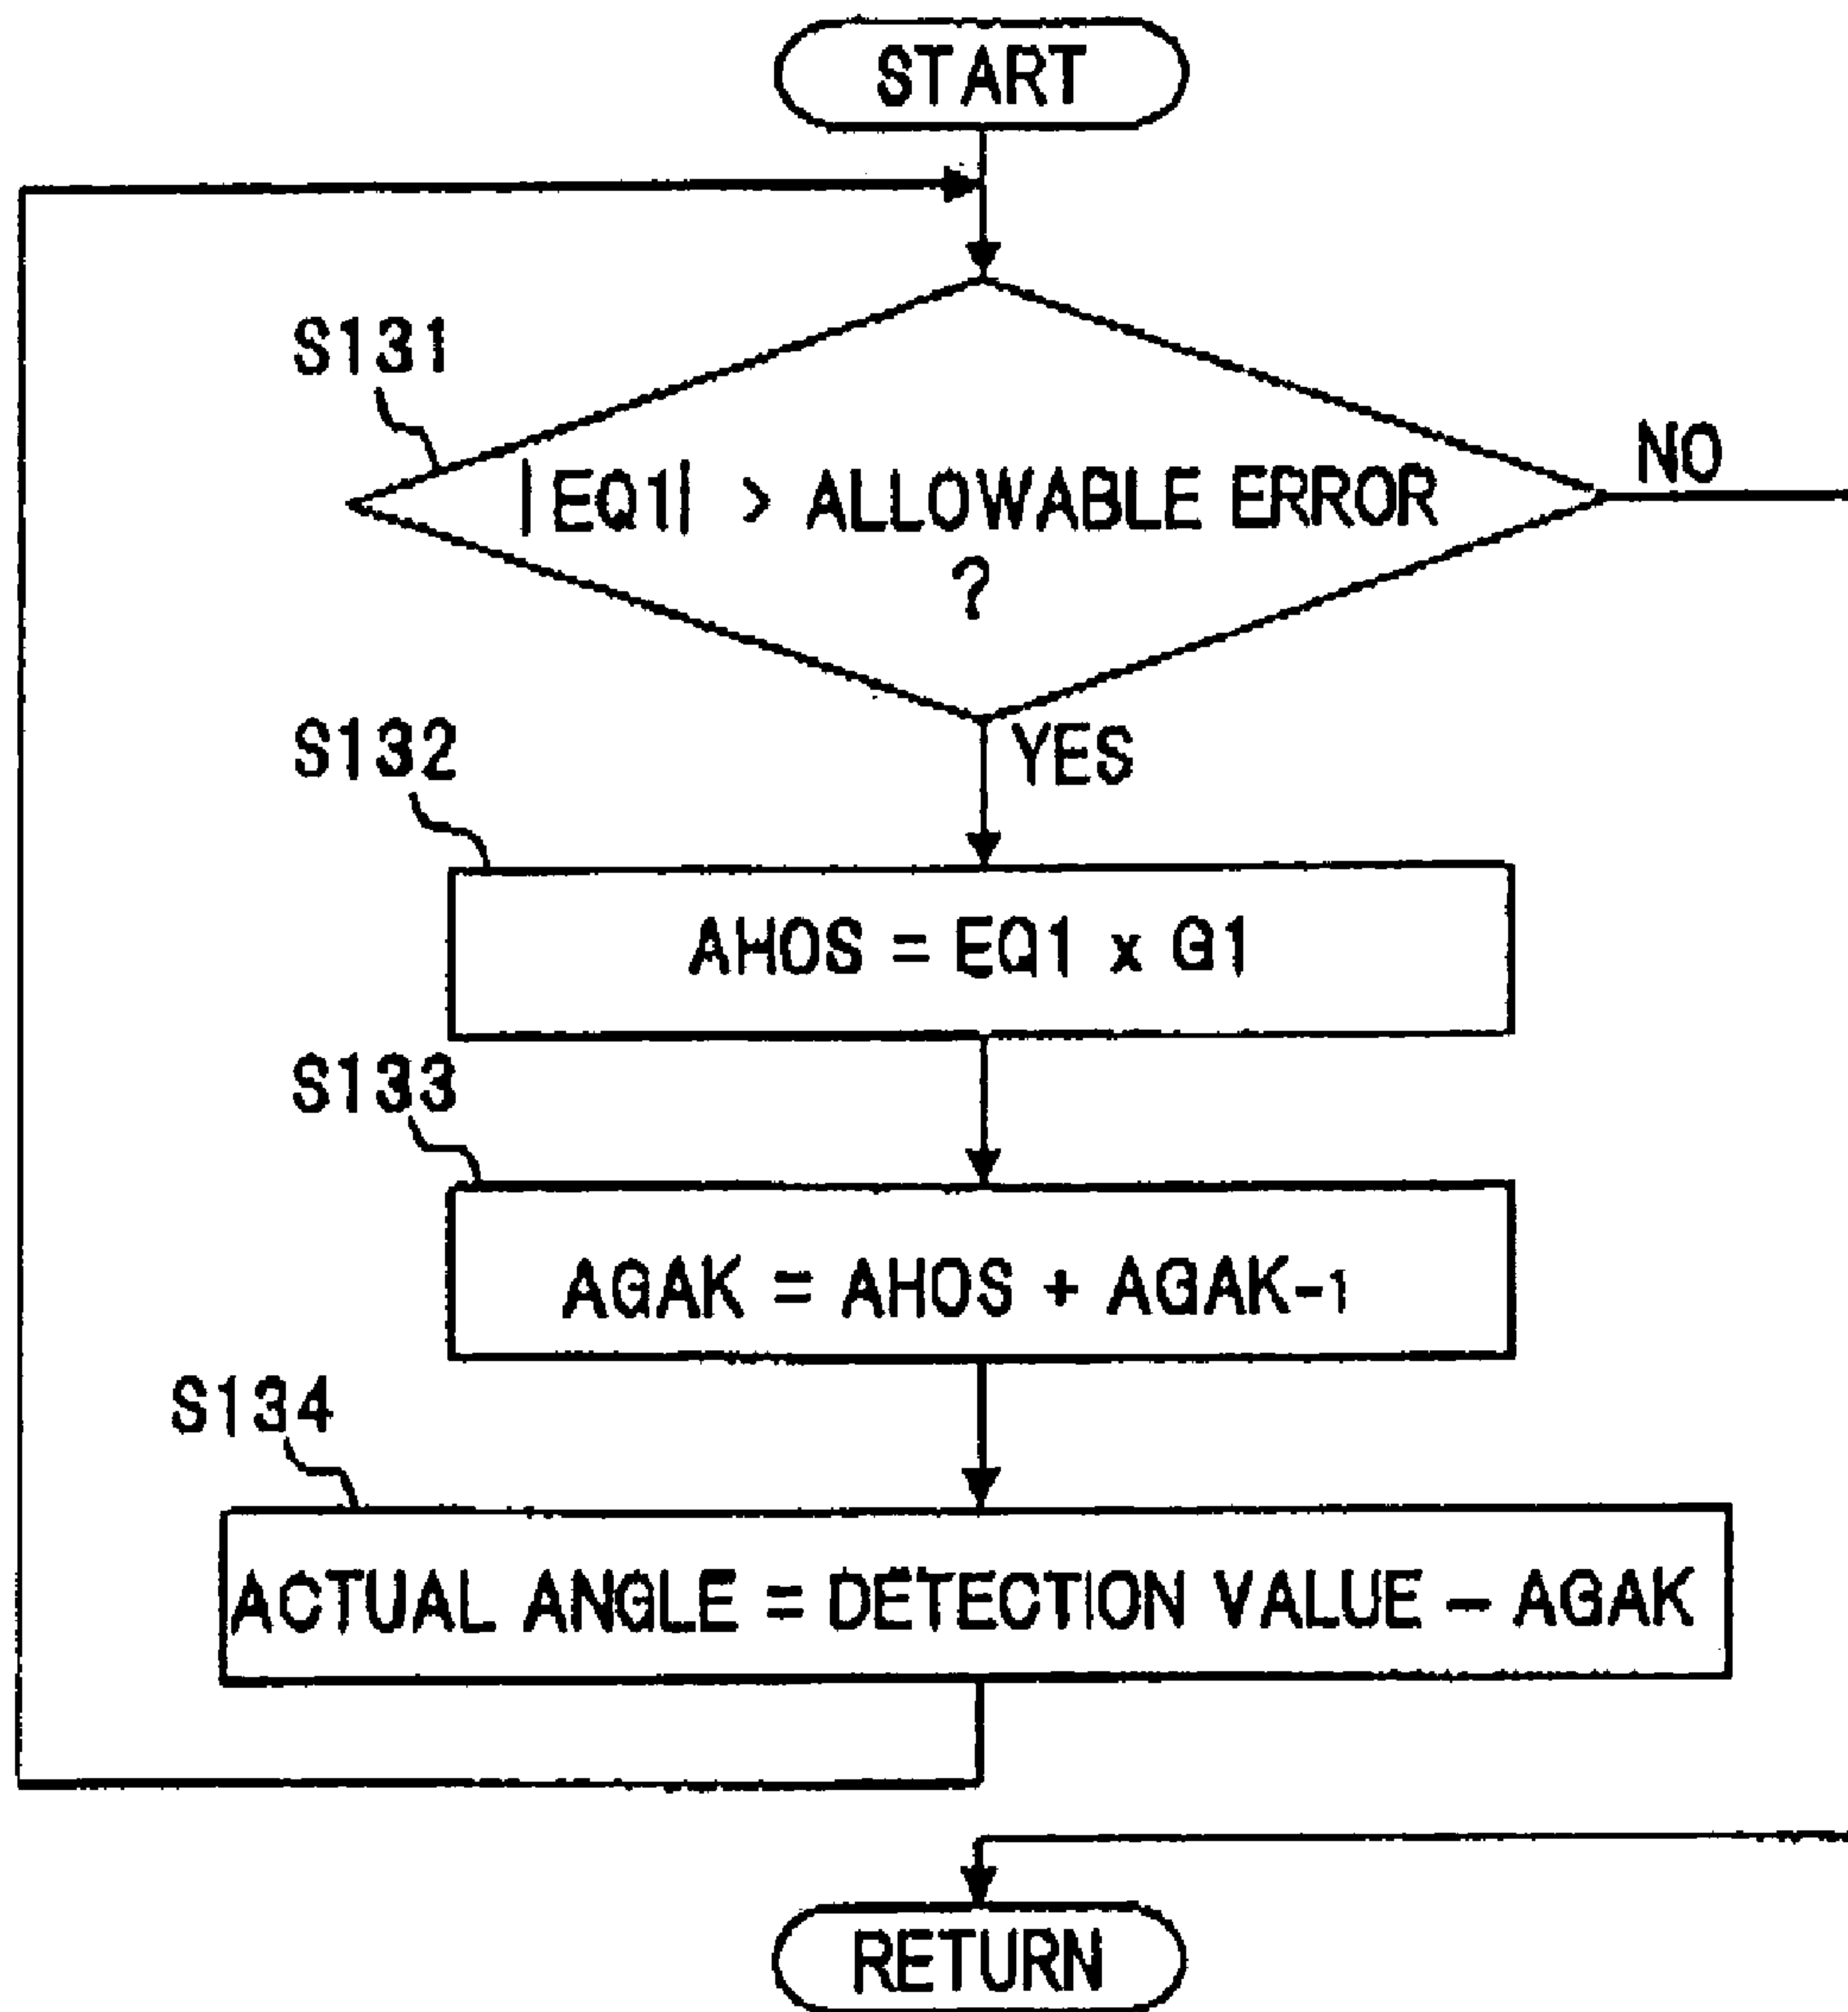 START
S131
|EQ1| > ALLOWABLE ERROR
?
NO
YES
S132
AHOS = EQ1 x G1
S133
AGAK = AHOS + AGAK-1
S134
ACTUAL ANGLE = DETECTION VALUE - AGAK
RETURN